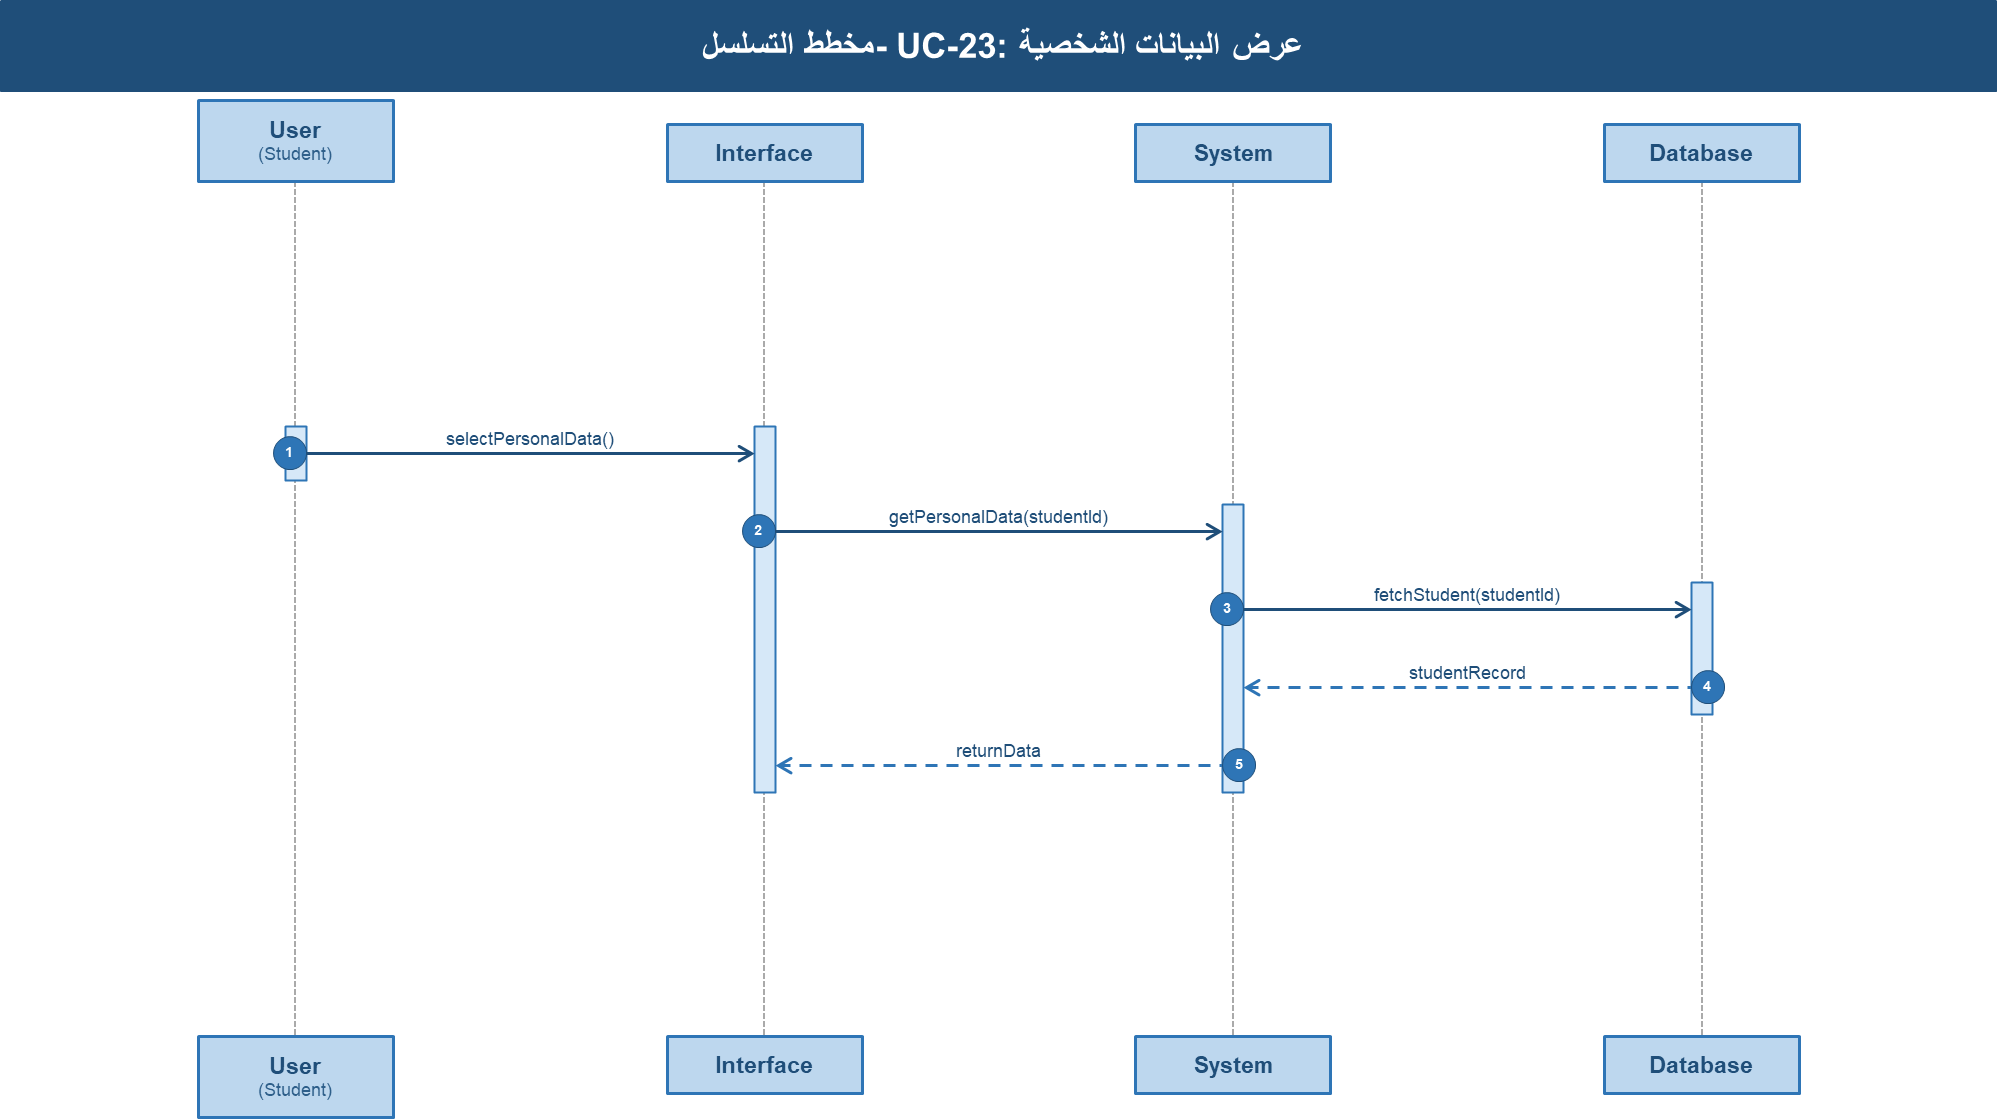 مخطط التسلسل- UC-23: عرض البيانات الشخصية
User
(Student)
Interface
System
Database
1
selectPersonalData()
2
getPersonalData(studentId)
3
fetchStudent(studentId)
studentRecord
4
returnData
5
User
(Student)
Interface
System
Database